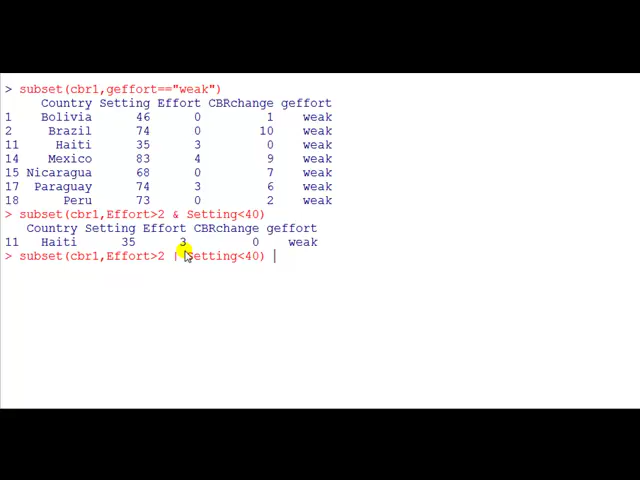 > subset(cbr1,geffort=="weak")
Country Setting Effort CBRchange geffort
1 Bolivia 46 0 1 weak
2 Brazil 74 0 10 weak
11 Haiti 35 3 0 weak
14 Mexico 83 4 9 weak
15 Nicaragua 68 0 7 weak
17 Paraguay 74 3 6 weak
18 Peru 73 0 2 weak
> subset(cbr1,Effort>2 & Setting<40)
Country Setting Effort CBRchange geffort
11 Haiti 35 3 0 weak
> subset(cbr1,Effort>2 | Setting<40)